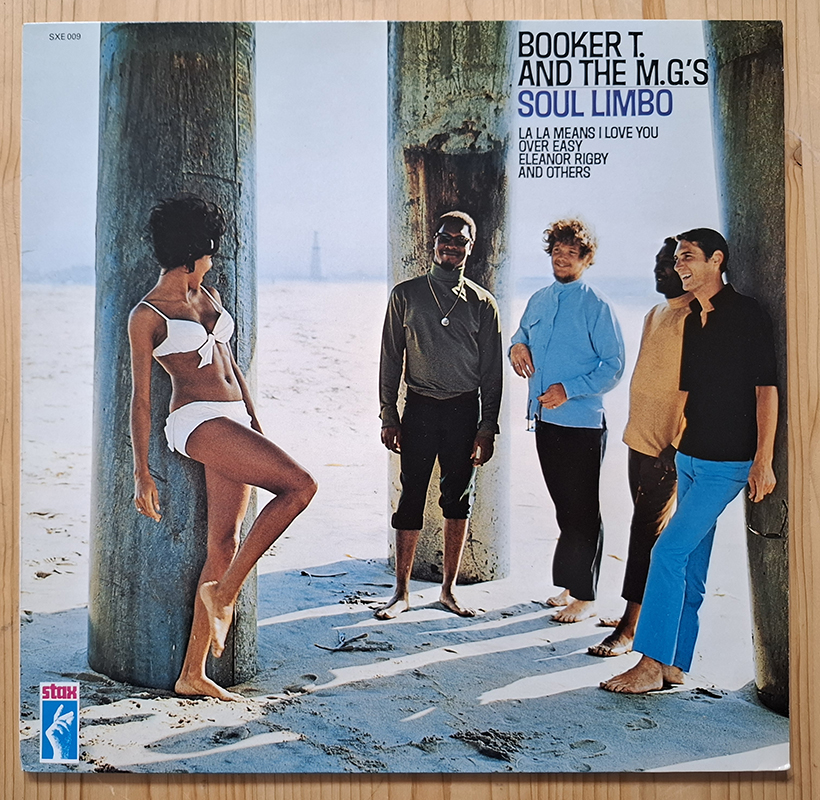 SXE 009
BOOKER T.
AND THE M.G.'S
SOUL LIMBO
LA LA MEANS I LOVE YOU
OVER EASY
ELEANOR RIGBY
AND OTHERS
stax